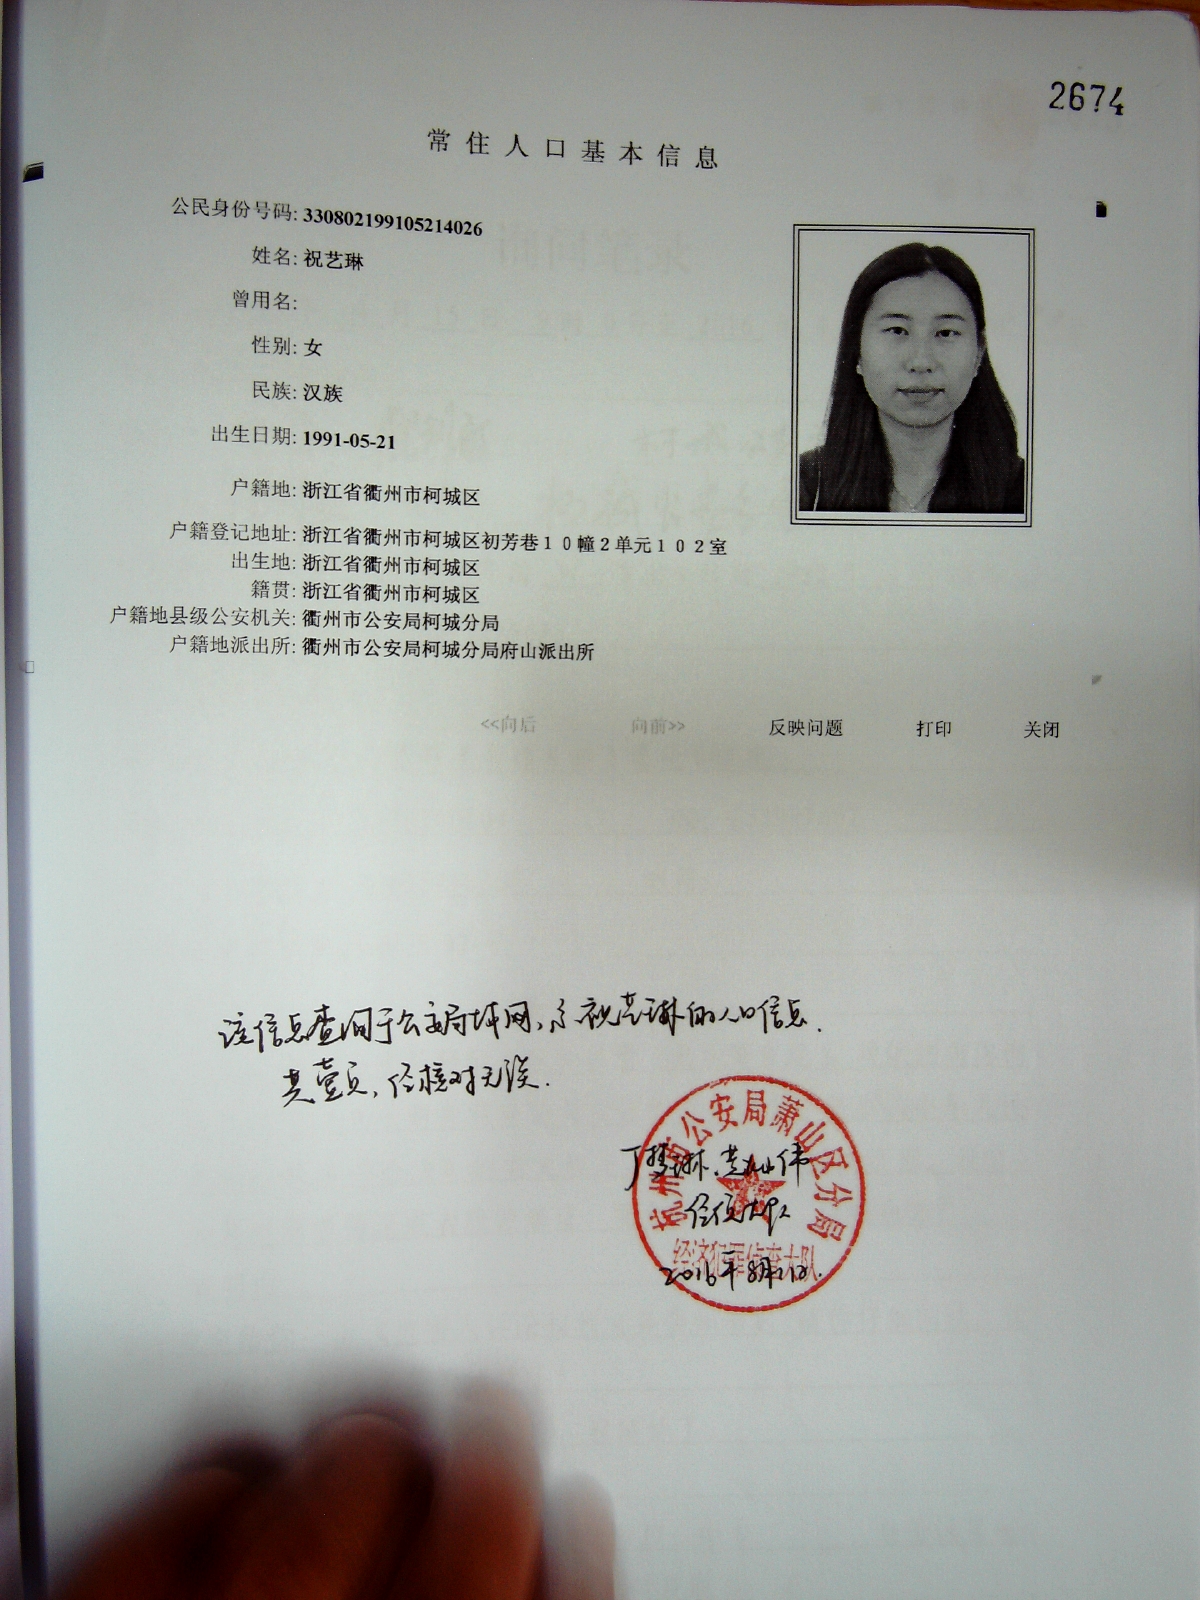 2674
常住人口基本信息
公民身份号码: 330802199105214026
姓名: 祝艺琳
曾用名:
性别: 女
民族: 汉族
出生日期: 1991-05-21
户籍地: 浙江省衢州市柯城区
户籍登记地址: 浙江省衢州市柯城区初芳巷10幢2单元102室
出生地: 浙江省衢州市柯城区
籍贯: 浙江省衢州市柯城区
户籍地县级公安机关: 衢州市公安局柯城分局
户籍地派出所: 衢州市公安局柯城分局府山派出所
<<向后 向前>> 反映问题 打印 关闭
该信息查询于公安局内网,系祝艺琳的人口信息.
共壹页,经核对无误.
杭州市公安局萧山区分局
丁梦琳
经侦大队
经济犯罪侦查大队
2016年8月